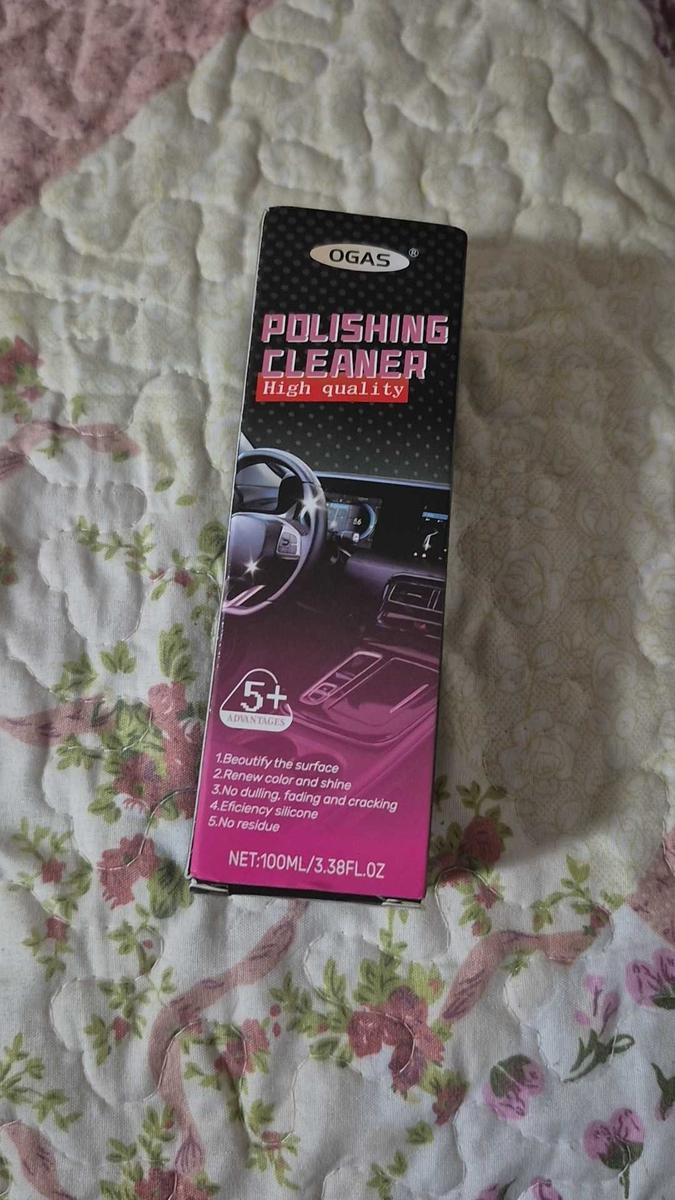 OGAS®
POLISHING
CLEANER
High quality
5+
ADVANTAGES
1.Beoutify the surface
2.Renew color and shine
3.No dulling, fading and cracking
4.Eficiency silicone
5.No residue
NET:100ML/3.38FL.OZ